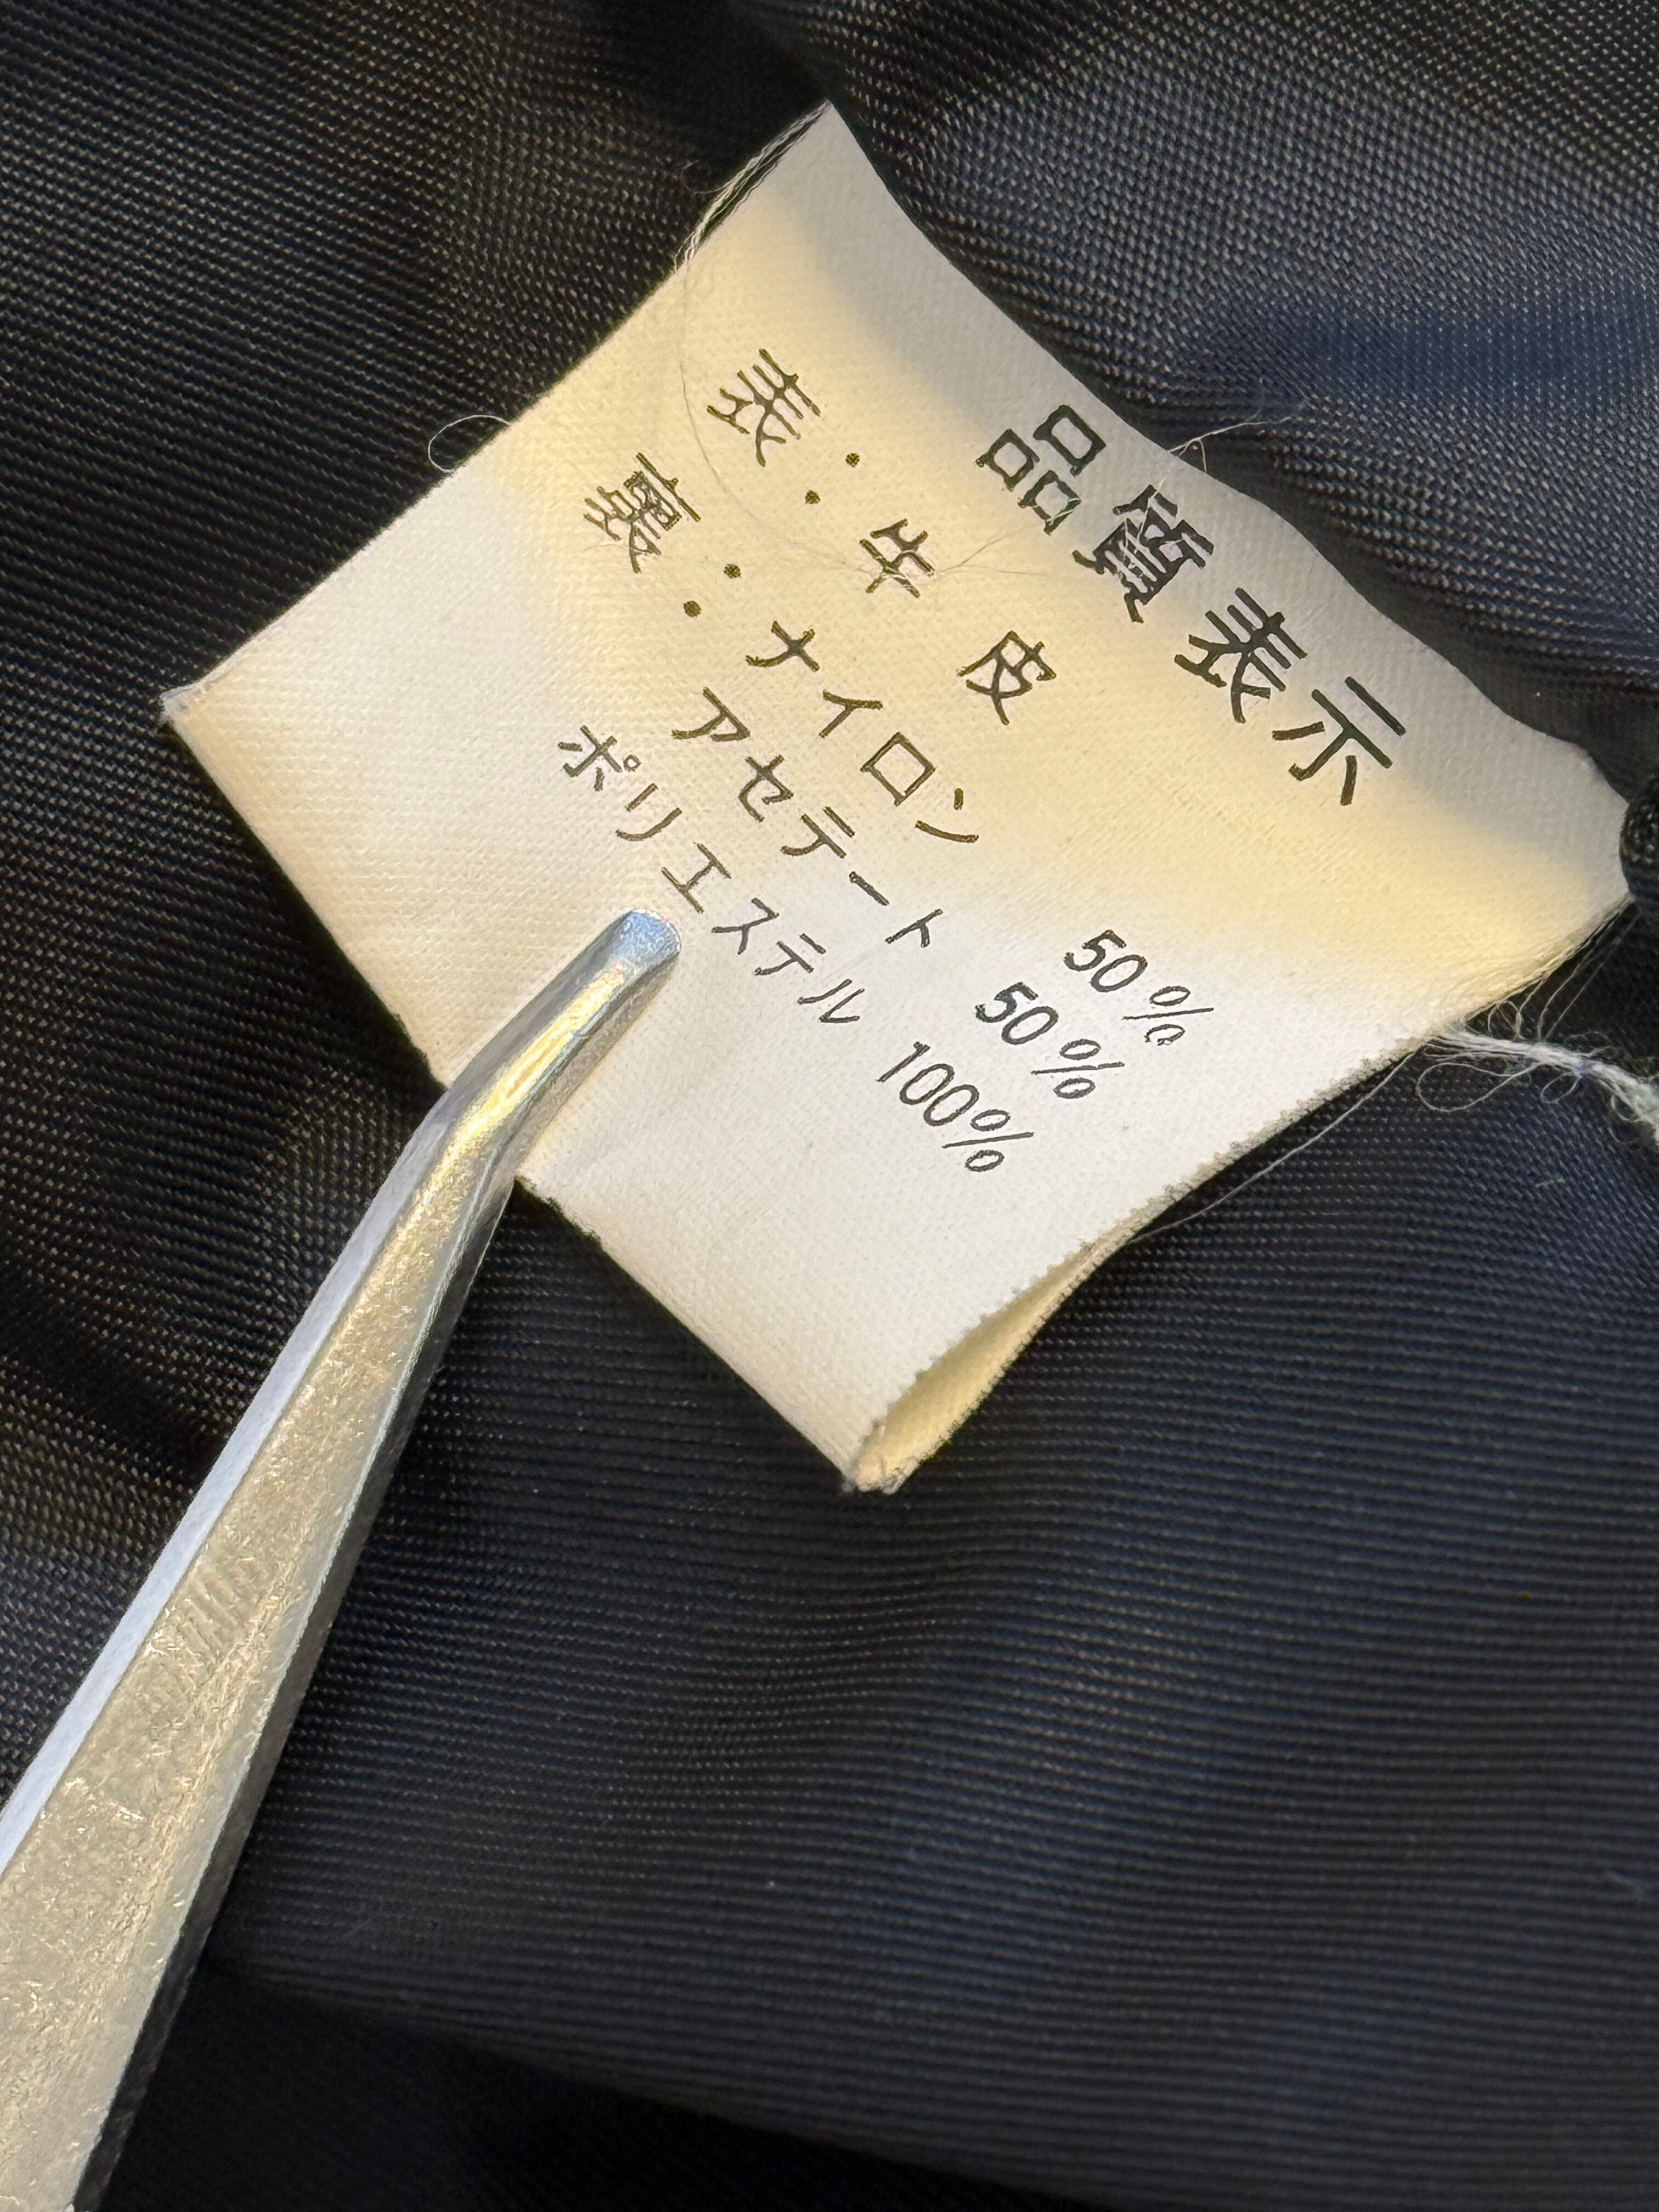 品質表示
表：牛皮
裏：ナイロン 50%
アセテート 50%
ポリエステル 100%